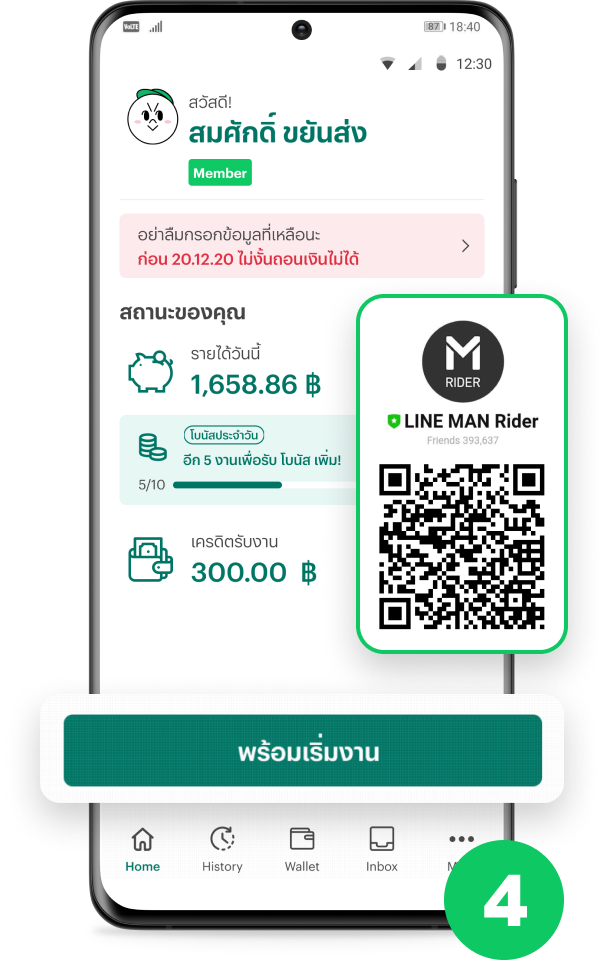 VoLTE
87 18:40
12:30
สวัสดี!
สมศักดิ์ ขยันส่ง
Member
อย่าลืมกรอกข้อมูลที่เหลือนะ
ก่อน 20.12.20 ไม่งั้นถอนเงินไม่ได้
สถานะของคุณ
รายได้วันนี้
1,658.86 ฿
โบนัสประจำวัน
อีก 5 งานเพื่อรับ โบนัส เพิ่ม!
5/10
เครดิตรับงาน
300.00 ฿
RIDER
LINE MAN Rider
Friends 393,637
พร้อมเริ่มงาน
Home History Wallet Inbox
4